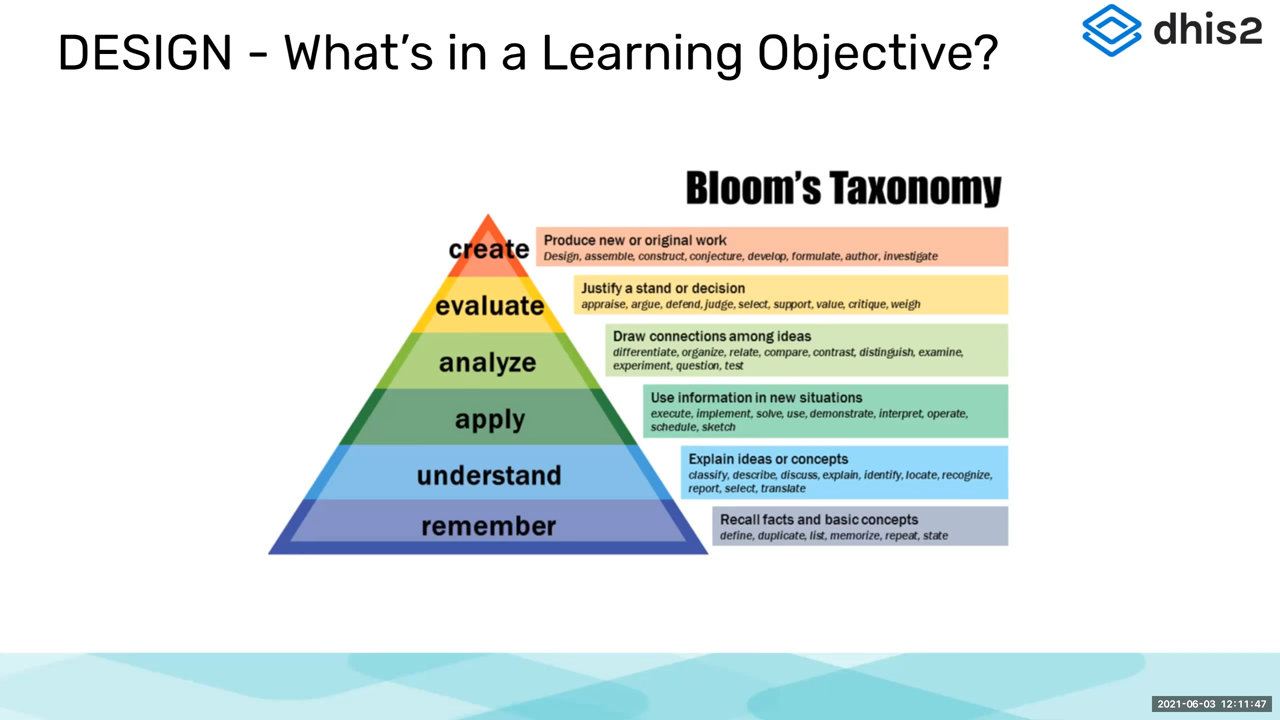 DESIGN - What's in a Learning Objective?
dhis2
Bloom's Taxonomy
create
Produce new or original work
Design, assemble, construct, conjecture, develop, formulate, author, investigate
evaluate
Justify a stand or decision
appraise, argue, defend, judge, select, support, value, critique, weigh
analyze
Draw connections among ideas
differentiate, organize, relate, compare, contrast, distinguish, examine,
experiment, question, test
apply
Use information in new situations
execute, implement, solve, use, demonstrate, interpret, operate,
schedule, sketch
understand
Explain ideas or concepts
classify, describe, discuss, explain, identify, locate, recognize,
report, select, translate
remember
Recall facts and basic concepts
define, duplicate, list, memorize, repeat, state
2021-06-03 12:11:47